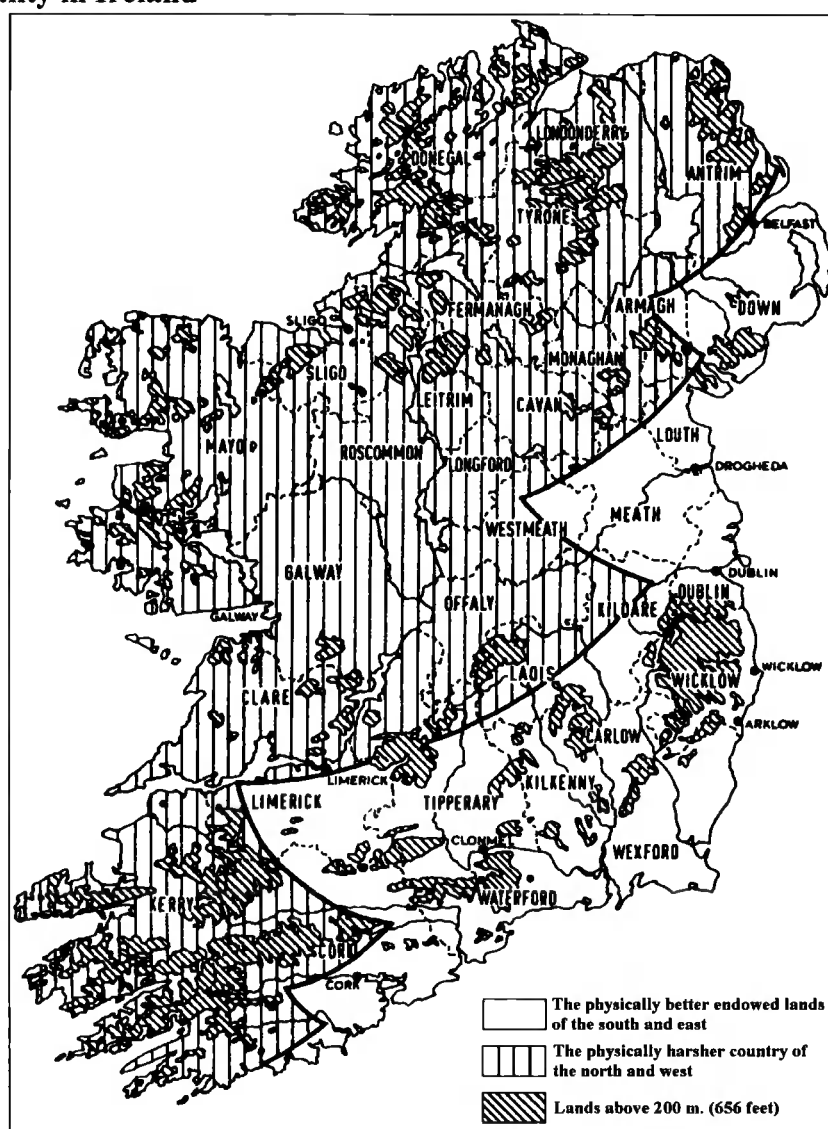 in Ireland
LONDONDERRY
DONEGAL
ANTRIM
TYRONE
BELFAST
FERMANAGH
ARMAGH
DOWN
SLIGO
MONAGHAN
SLIGO
LEITRIM
CAVAN
LOUTH
MAYO
ROSCOMMON
LONGFORD
DROGHEDA
MEATH
WESTMEATH
GALWAY
DUBLIN
OFFALY
DUBLIN
KILDARE
GALWAY
LAOIS
WICKLOW
WICKLOW
CLARE
CARLOW
ARKLOW
LIMERICK
LIMERICK
TIPPERARY
KILKENNY
CLONMEL
WEXFORD
KERRY
WATERFORD
CORK
CORK
The physically better endowed lands
of the south and east
The physically harsher country of
the north and west
Lands above 200 m. (656 feet)